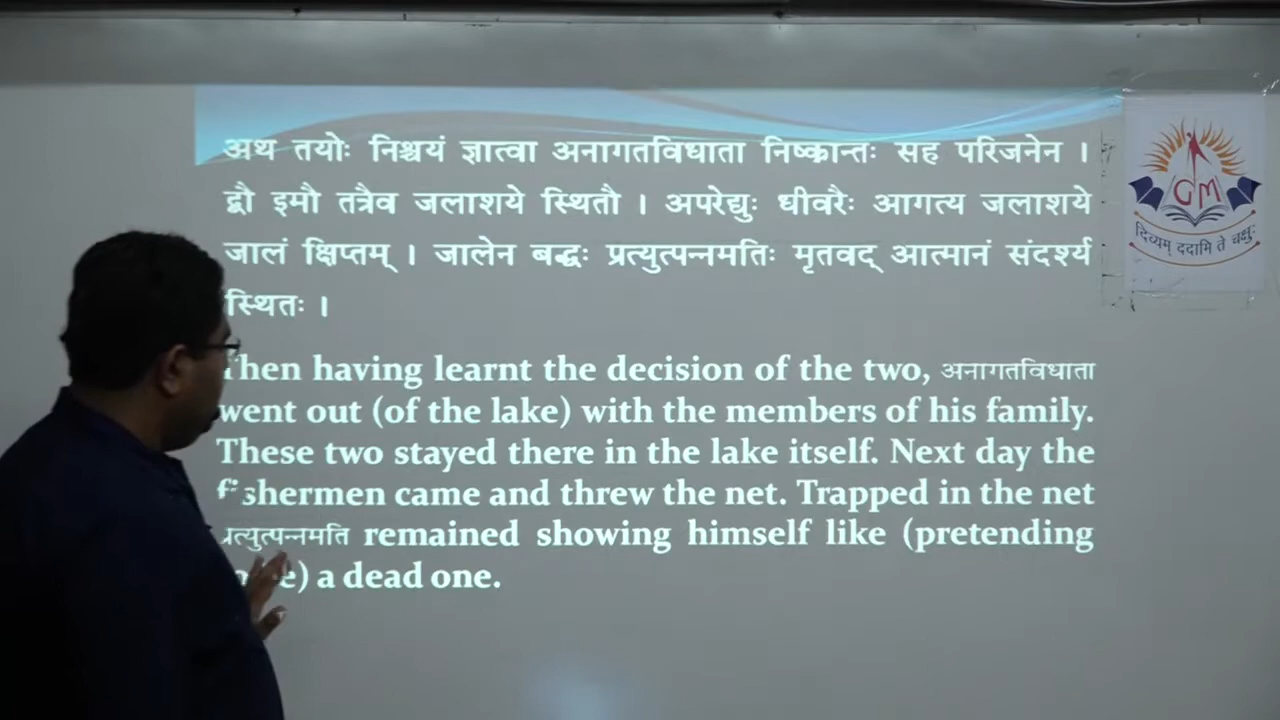 अथ तयोः निश्चयं ज्ञात्वा अनागतविधाता निष्क्रान्तः सह परिजनेन ।
द्वौ इमौ तत्रैव जलाशये स्थितौ । अपरेद्युः धीवरैः आगत्य जलाशये
जालं क्षिप्तम् । जालेन बद्धः प्रत्युत्पन्नमतिः मृतवद् आत्मानं संदर्श्य
स्थितः ।
Then having learnt the decision of the two, अनागतविधाता
went out (of the lake) with the members of his family.
These two stayed there in the lake itself. Next day the
fishermen came and threw the net. Trapped in the net
प्रत्युत्पन्नमति remained showing himself like (pretending
a dead one.
GM
दिव्यम् ददामि ते चक्षुः